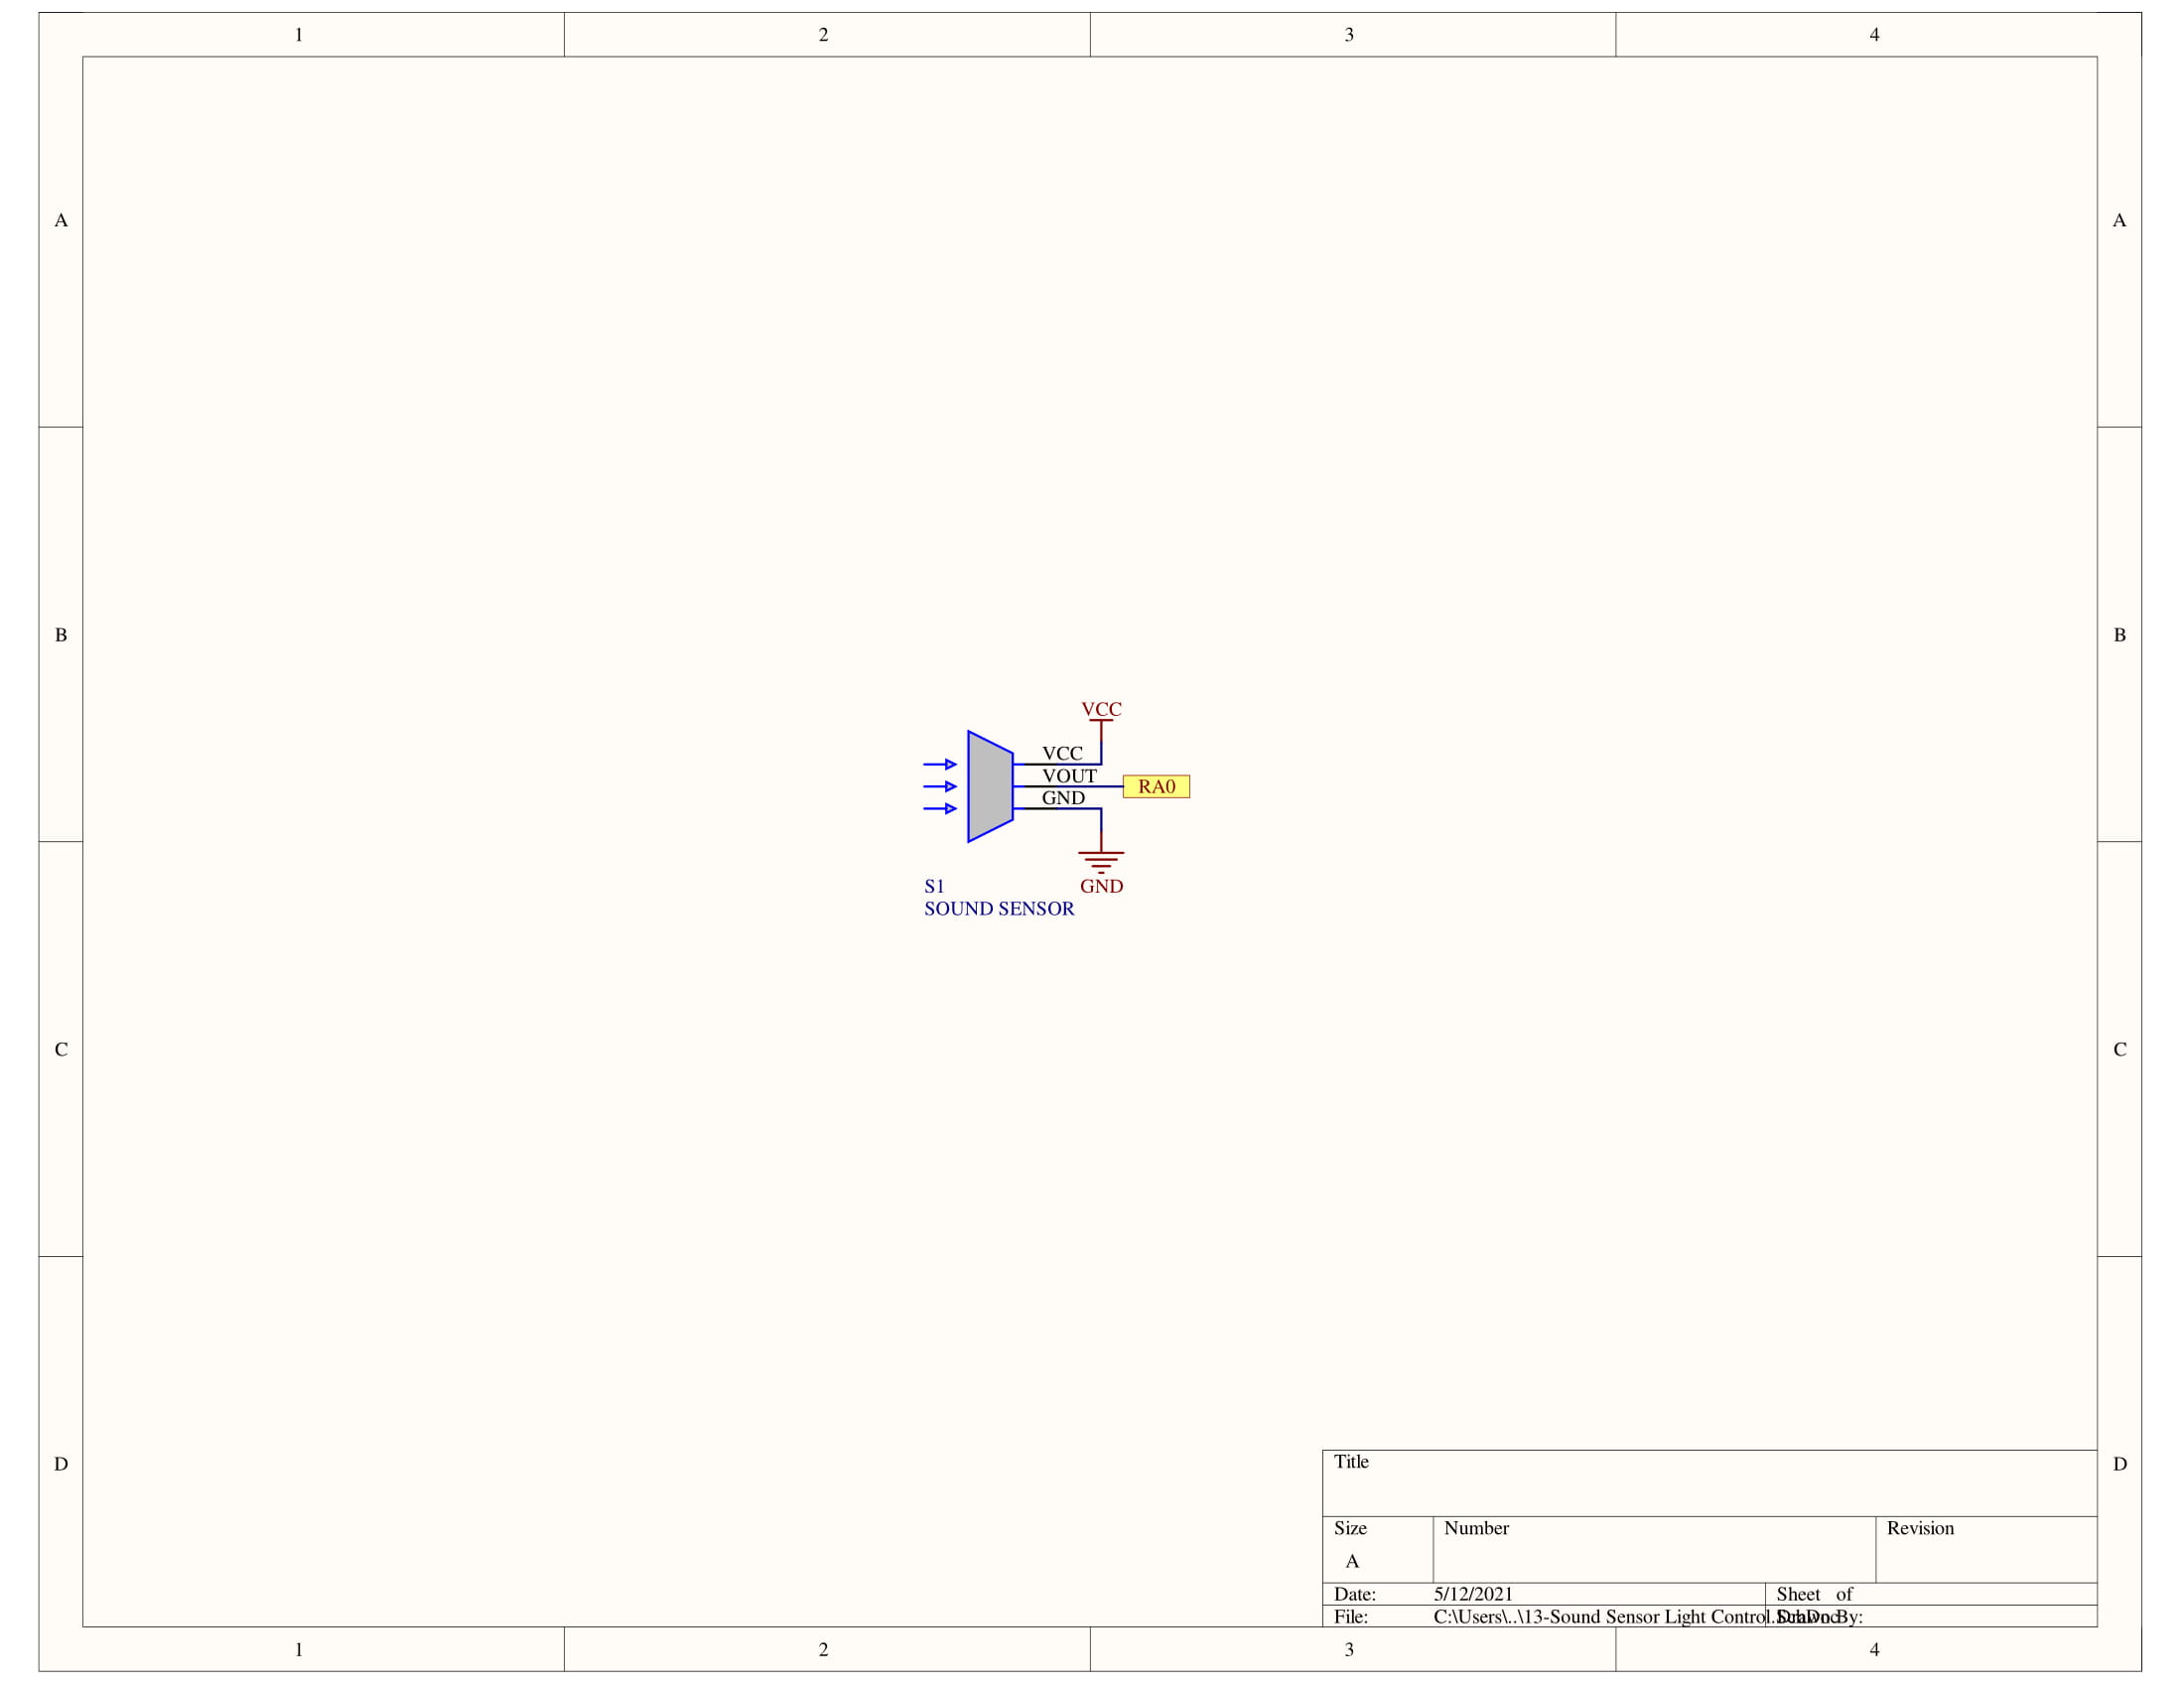 1 2 3 4
A A
B B
VCC
VCC
VOUT
RA0
GND
S1 GND
SOUND SENSOR
C C
D D
Title
Size Number Revision
A
Date: 5/12/2021 Sheet of
File: C:\Users\..\13-Sound Sensor Light Control.SchDoc Drawn By:
1 2 3 4